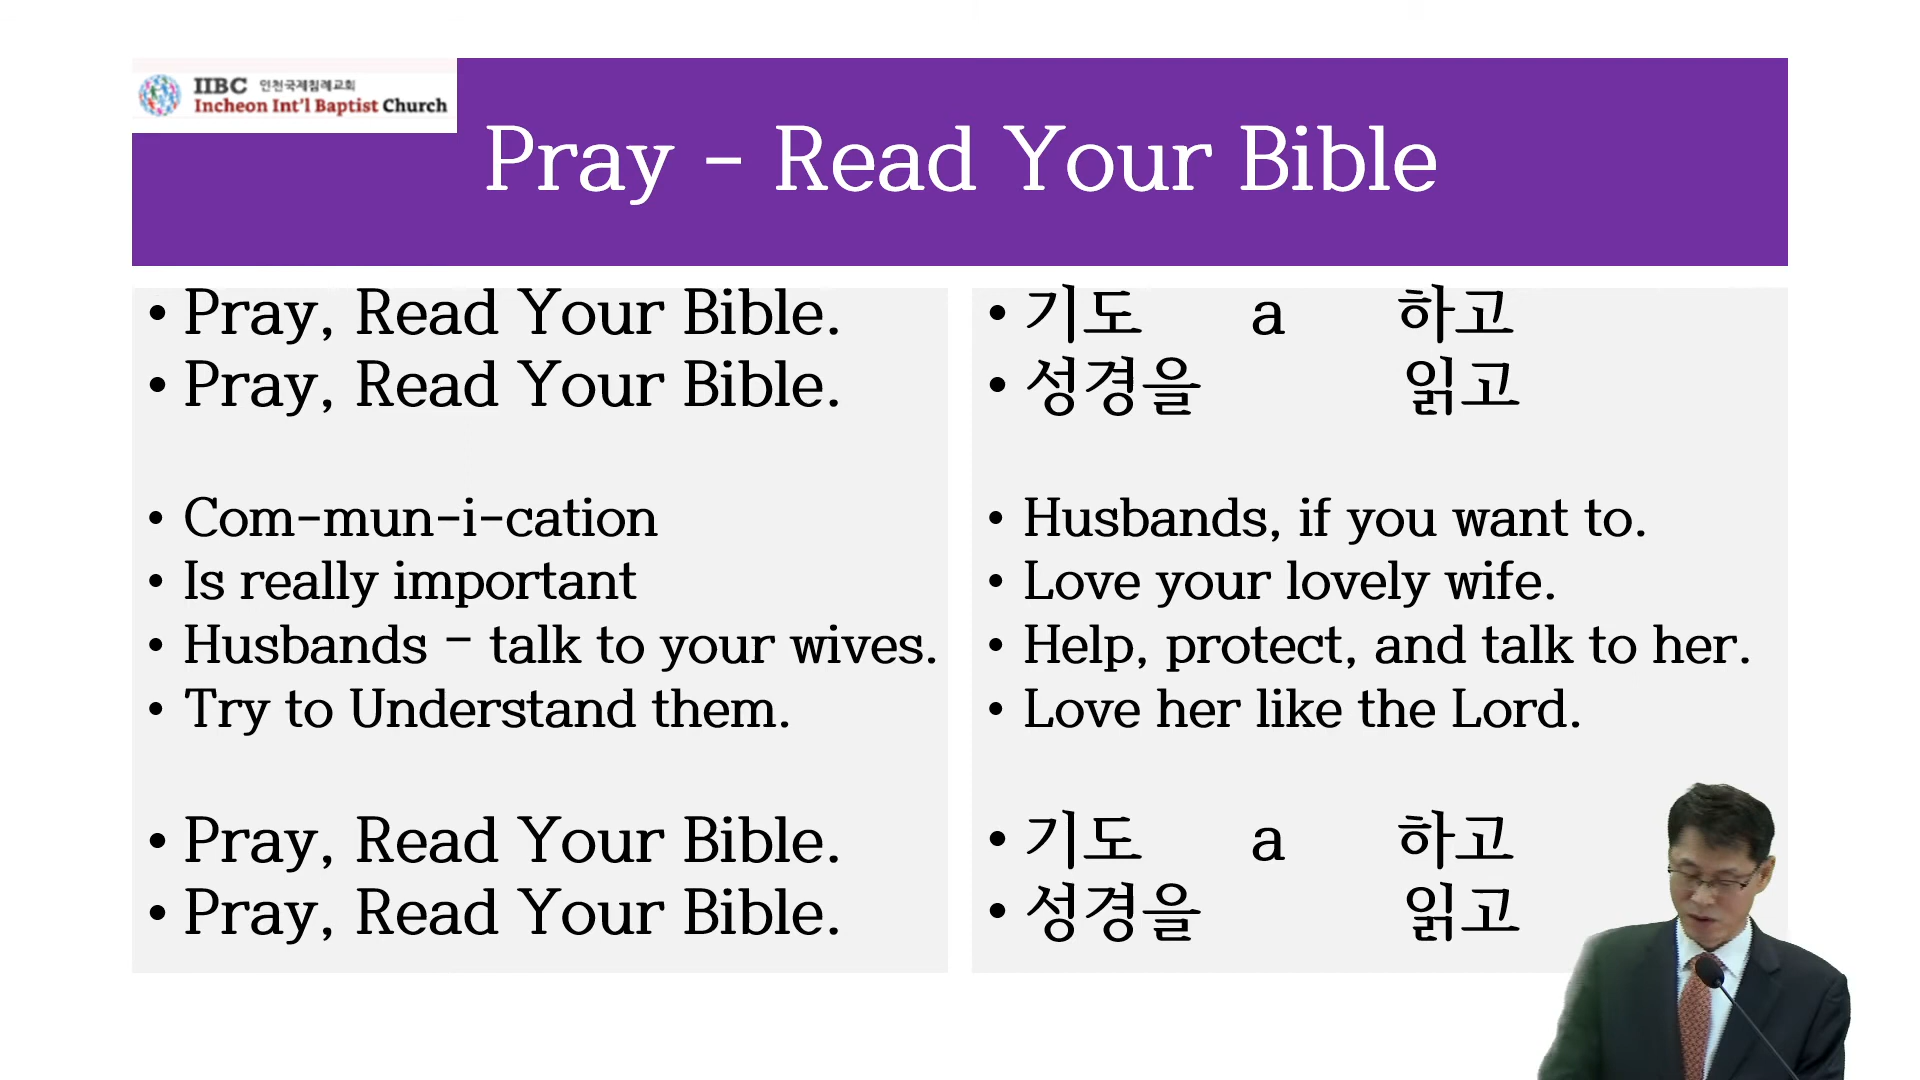 IIBC 인천국제침례교회
Incheon Int'l Baptist Church
Pray - Read Your Bible
• Pray, Read Your Bible.
• Pray, Read Your Bible.
• Com-mun-i-cation
• Is really important
• Husbands - talk to your wives.
• Try to Understand them.
• Pray, Read Your Bible.
• Pray, Read Your Bible.
• 기도 a 하고
• 성경을 읽고
• Husbands, if you want to.
• Love your lovely wife.
• Help, protect, and talk to her.
• Love her like the Lord.
• 기도 a 하고
• 성경을 읽고